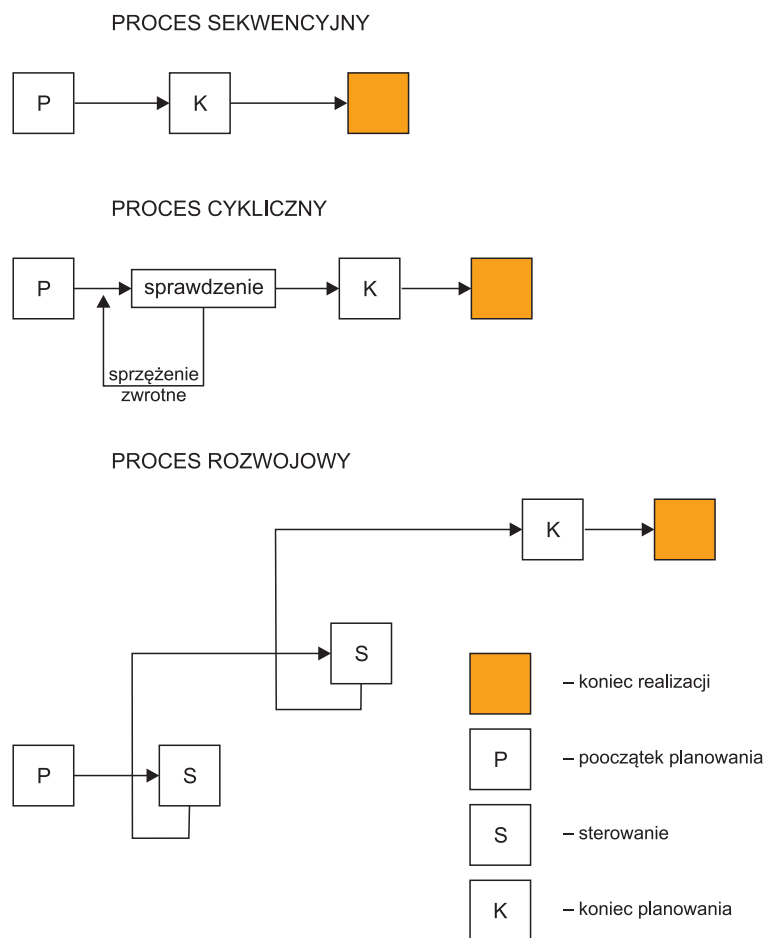 PROCES SEKWENCYJNY
P
K
PROCES CYKLICZNY
P
sprawdzenie
K
sprzężenie
zwrotne
PROCES ROZWOJOWY
K
S
P
S
– koniec realizacji
P – pooczątek planowania
S – sterowanie
K – koniec planowania